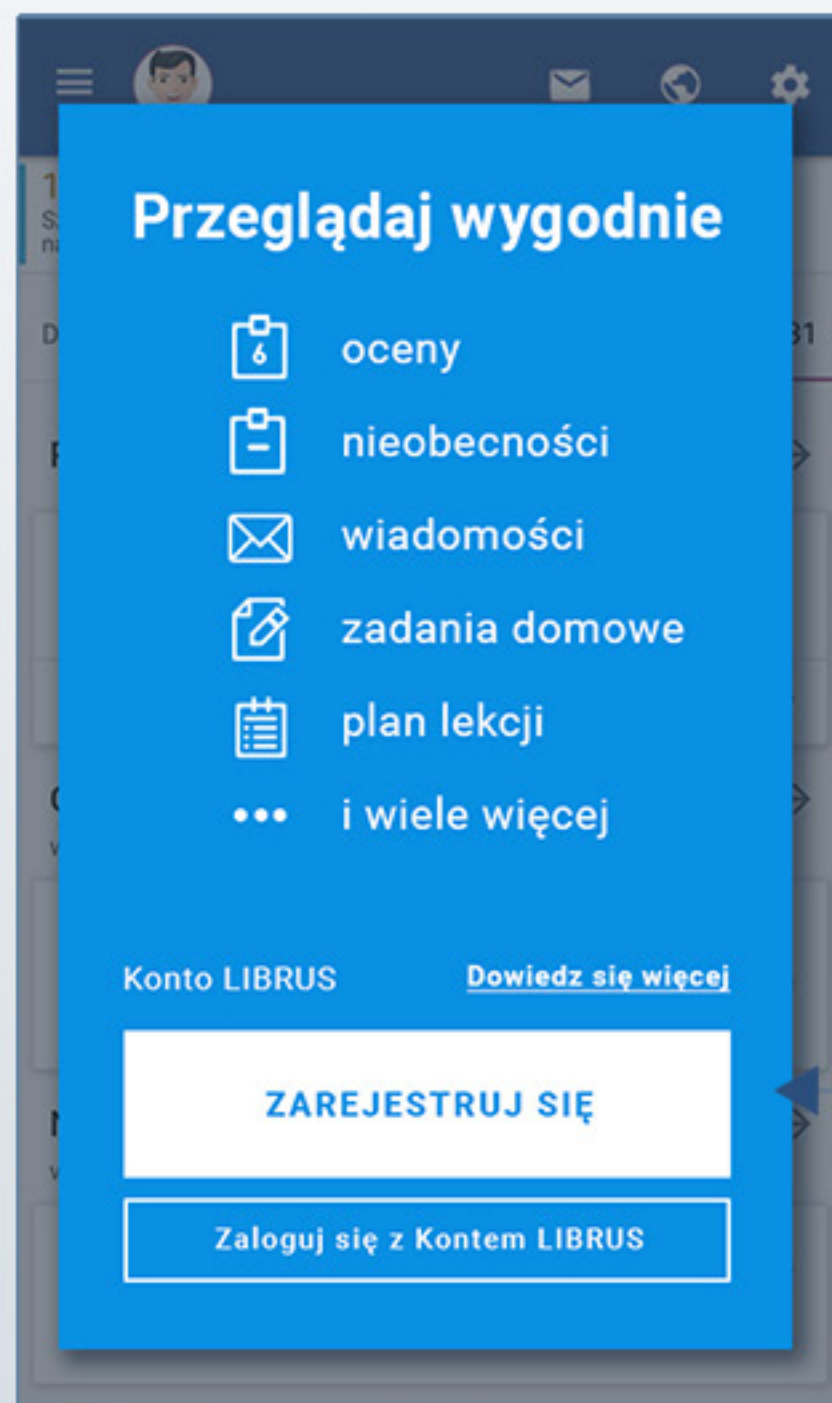 Przeglądaj wygodnie
6
oceny
nieobecności
wiadomości
zadania domowe
plan lekcji
i wiele więcej
Konto LIBRUS
Dowiedz się więcej
ZAREJESTRUJ SIĘ
Zaloguj się z Kontem LIBRUS